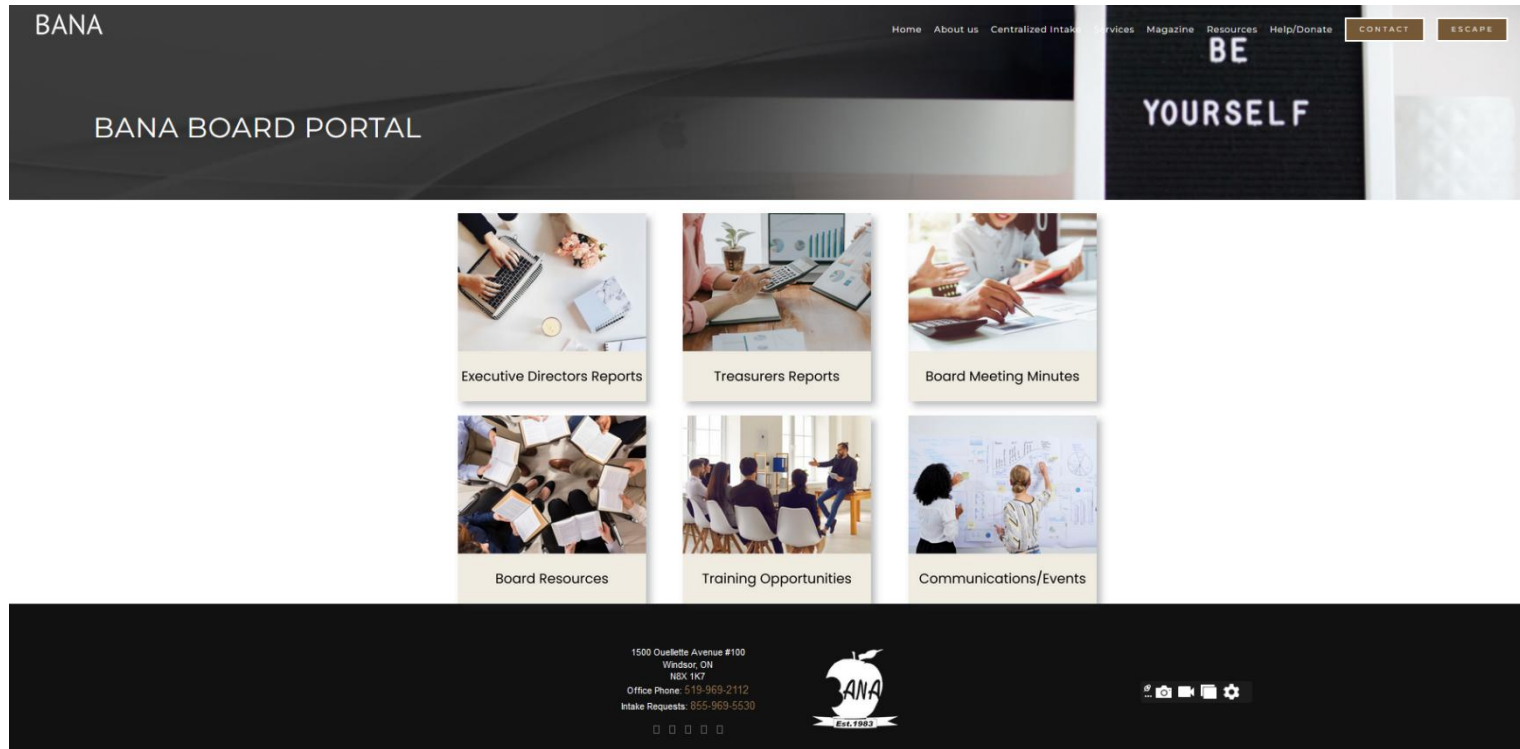 BANA
Home About us Centralized Intake Services Magazine Resources Help/Donate CONTACT ESCAPE
BE
YOURSELF
BANA BOARD PORTAL
Executive Directors Reports
Treasurers Reports
Board Meeting Minutes
Board Resources
Training Opportunities
Communications/Events
1500 Ouellette Avenue #100
Windsor, ON
N8X 1K7
Office Phone: 519-969-2112
Intake Requests: 855-969-5530
BANA
Est.1983